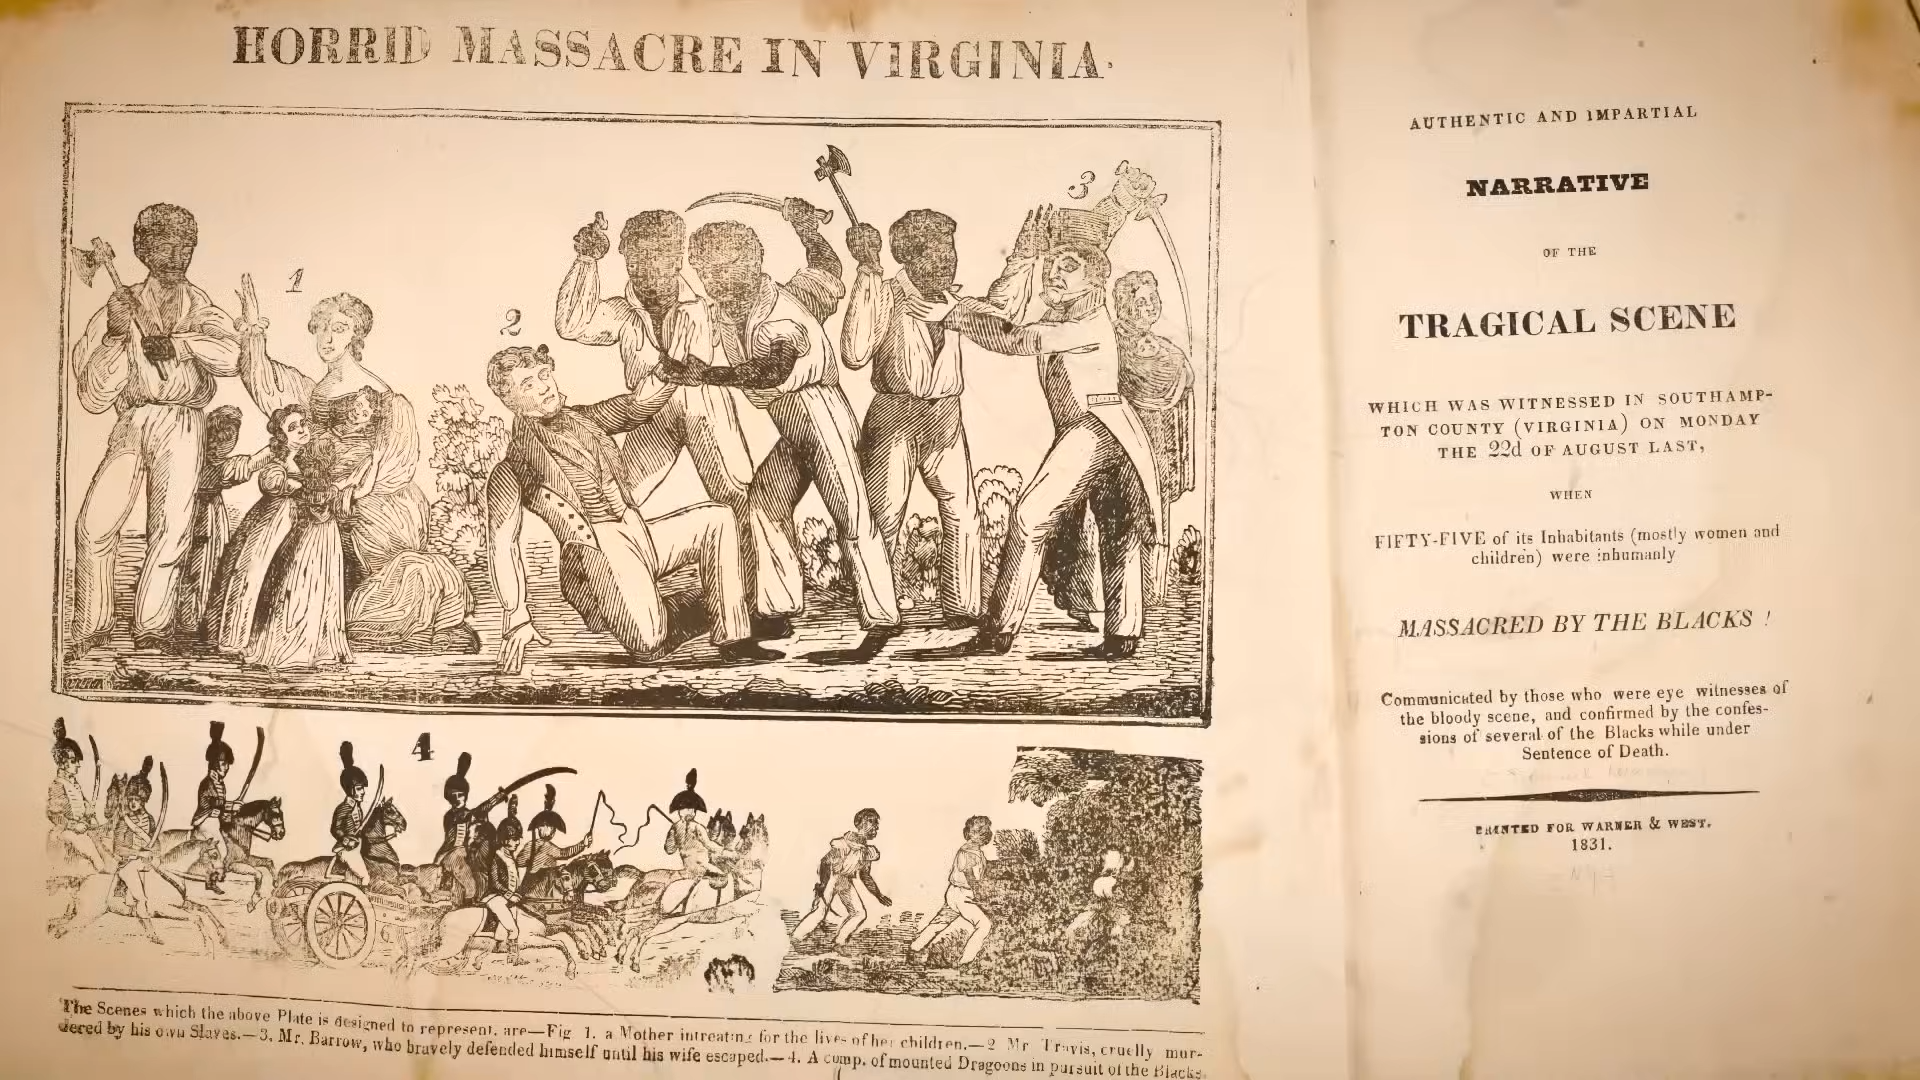 HORRID MASSACRE IN VIRGINIA.
1
2
3
4
The Scenes which the above Plate is designed to represent, are—Fig 1. a Mother intreating for the lives of her children.—2 Mr Travis, cruelly mur-
dered by his own Slaves.—3, Mr. Barrow, who bravely defended himself until his wife escaped.—4. A comp. of mounted Dragoons in pursuit of the Blacks.
AUTHENTIC AND IMPARTIAL
NARRATIVE
OF THE
TRAGICAL SCENE
WHICH WAS WITNESSED IN SOUTHAMP-
TON COUNTY (VIRGINIA) ON MONDAY
THE 22d OF AUGUST LAST,
WHEN
FIFTY-FIVE of its Inhabitants (mostly women and
children) were inhumanly
MASSACRED BY THE BLACKS !
Communicated by those who were eye witnesses of
the bloody scene, and confirmed by the confes-
sions of several of the Blacks while under
Sentence of Death.
PRINTED FOR WARNER & WEST.
1831.